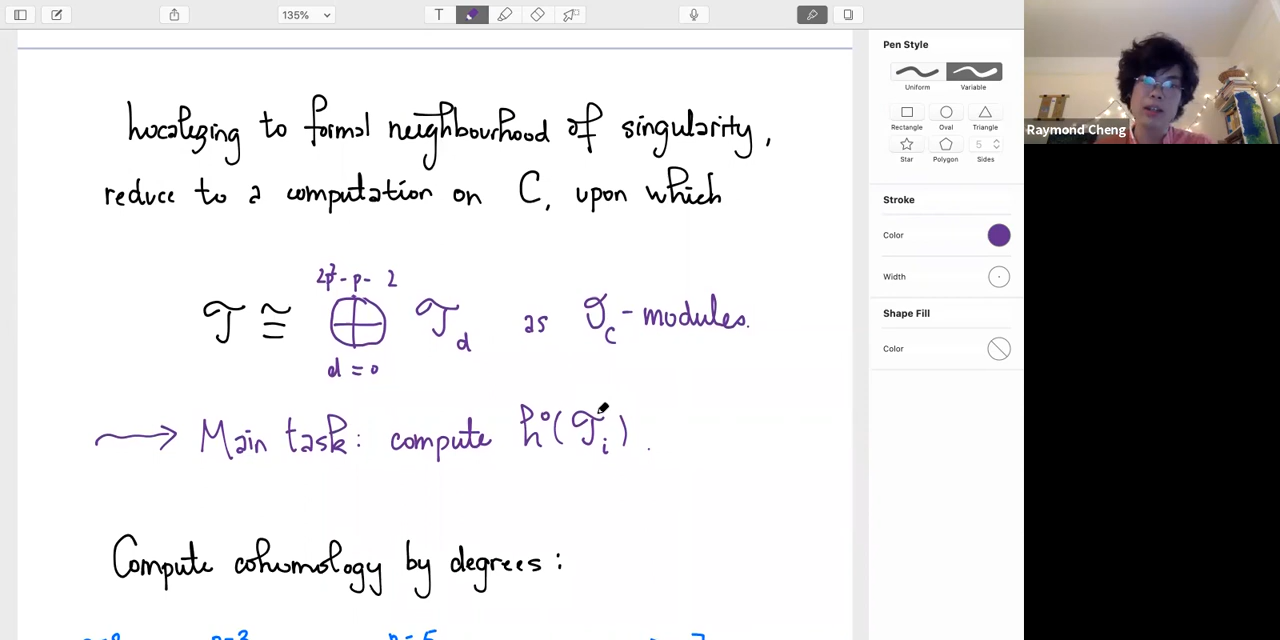 135%
T
Pen Style
Uniform
Variable
Rectangle
Oval
Triangle
Star
Polygon
5
Sides
Stroke
Color
Width
Shape Fill
Color
Raymond Cheng
Localizing to formal neighbourhood of singularity,
reduce to a computation on C, upon which
2p²-p-2
𝒯 ≅ ⊕ 𝒯_d as 𝒪_C-modules.
d=0
⇝ Main task: compute h⁰(𝒯_i).
Compute cohomology by degrees: